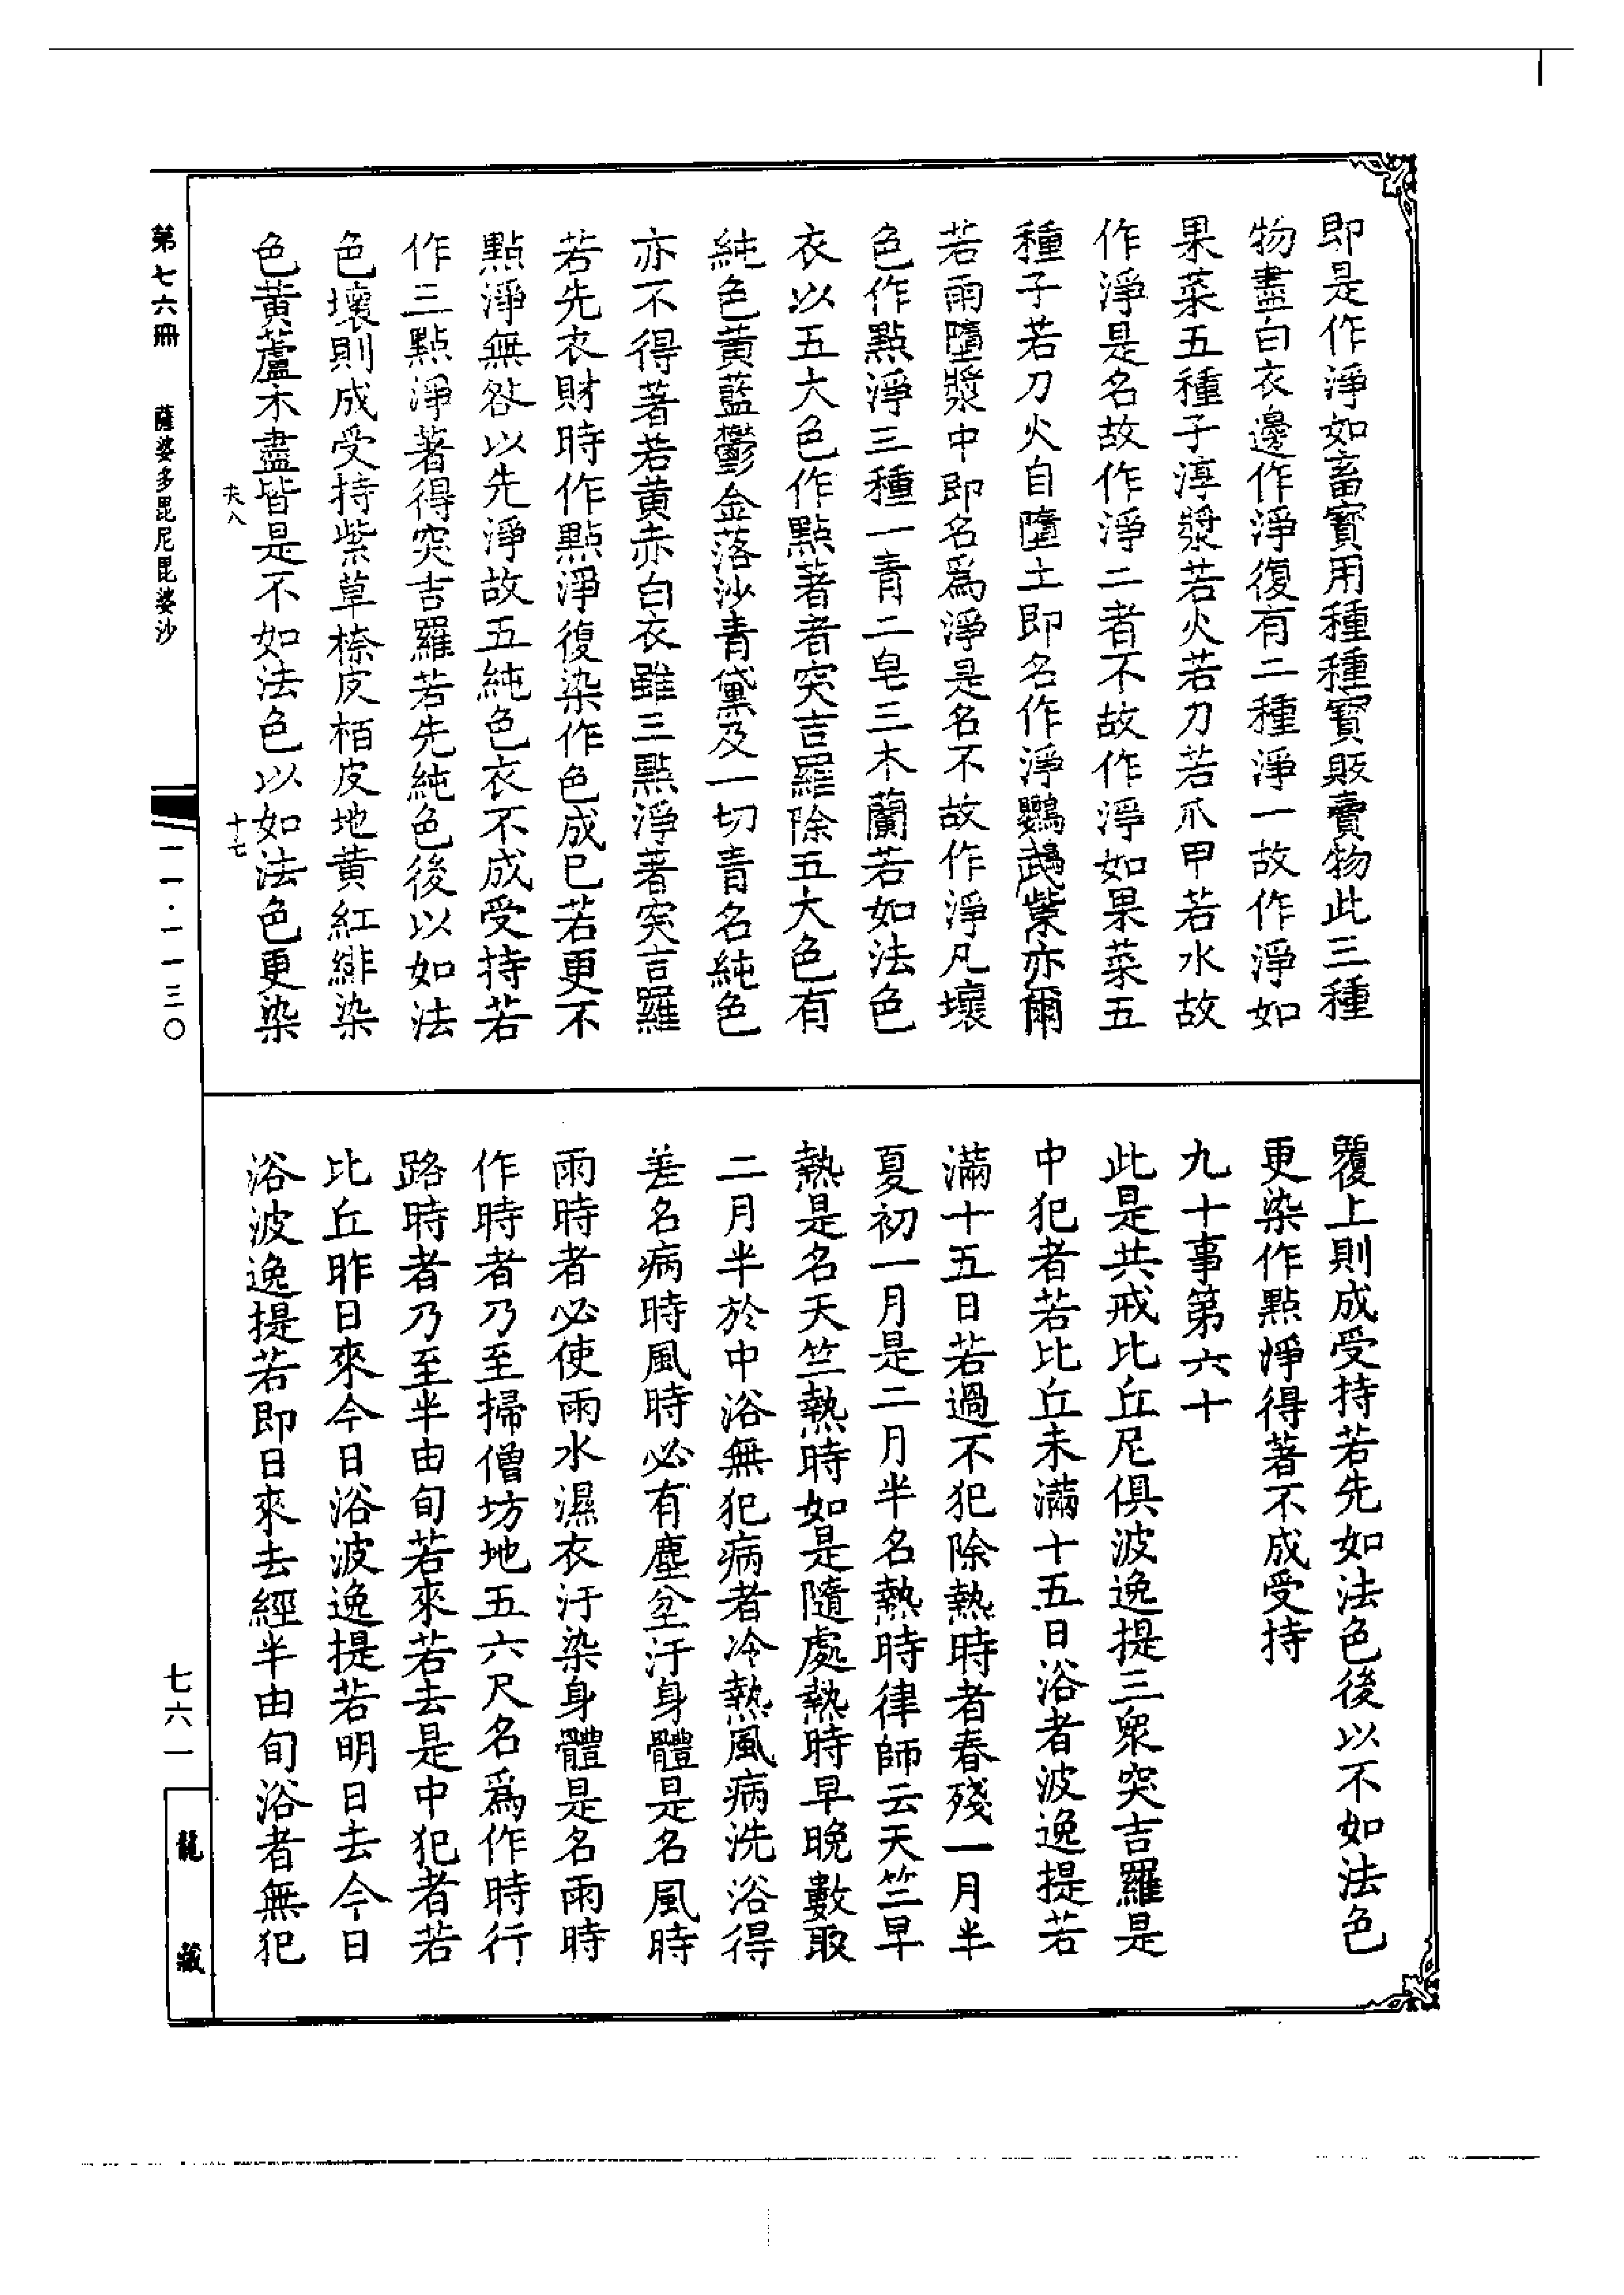 即是作淨如畜寶用種種寶販賣物此三種
物盡白衣邊作淨復有二種淨一故作淨如
果菜五種子淳漿若火若刀若爪甲若水故
作淨是名故作淨二者不故作淨如果菜五
種子若刀火自墮土即名作淨鸚鵡㭰亦爾
若雨墮漿中即名為淨是名不故作淨凡壞
色作點淨三種一青二皂三木蘭若如法色
衣以五大色作點著者突吉羅除五大色有
純色黃藍鬱金落沙青黛及一切青名純色
亦不得著若黃赤白衣雖三點淨著突吉羅
若先衣財時作點淨復染作色成已若更不
點淨無咎以先淨故五純色衣不成受持若
作三點淨著得突吉羅若先純色後以如法
色壞則成受持紫草㮈皮栢皮地黃紅緋染
色黃蘆木盡皆是不如法色以如法色更染
覆上則成受持若先如法色後以不如法色
更染作點淨得著不成受持
九十事第六十
此是共戒比丘尼俱波逸提三衆突吉羅是
中犯者若比丘未滿十五日浴者波逸提若
滿十五日若過不犯除熱時者春殘一月半
夏初一月是二月半名熱時律師云天竺早
熱是名天竺熱時如是隨處熱時早晚數取
二月半於中浴無犯病者冷熱風病洗浴得
差名病時風時必有塵坌汙身體是名風時
雨時者必使雨水濕衣汙染身體是名雨時
作時者乃至掃僧坊地五六尺名爲作時行
路時者乃至半由旬若來若去是中犯者若
比丘昨日來今日浴波逸提若明日去今日
浴波逸提若即日來去經半由旬浴者無犯
第七六冊
薩婆多毘尼毘婆沙
夾八
十七
一一·一一三〇
七六一
龍藏